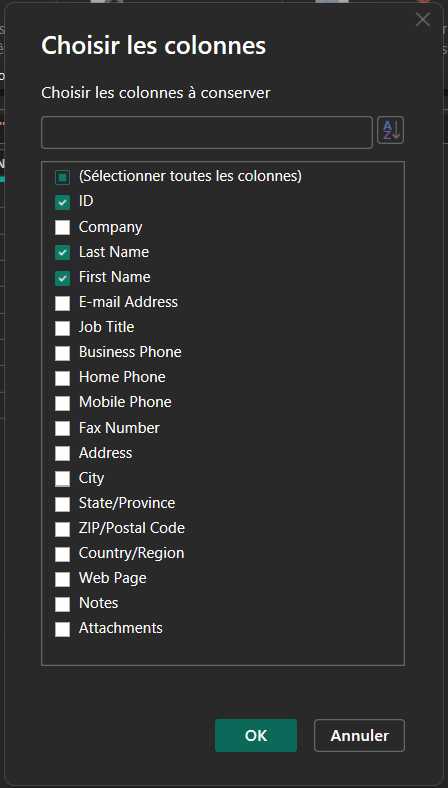 Choisir les colonnes
Choisir les colonnes à conserver
A
Z
(Sélectionner toutes les colonnes)
ID
Company
Last Name
First Name
E-mail Address
Job Title
Business Phone
Home Phone
Mobile Phone
Fax Number
Address
City
State/Province
ZIP/Postal Code
Country/Region
Web Page
Notes
Attachments
OK
Annuler